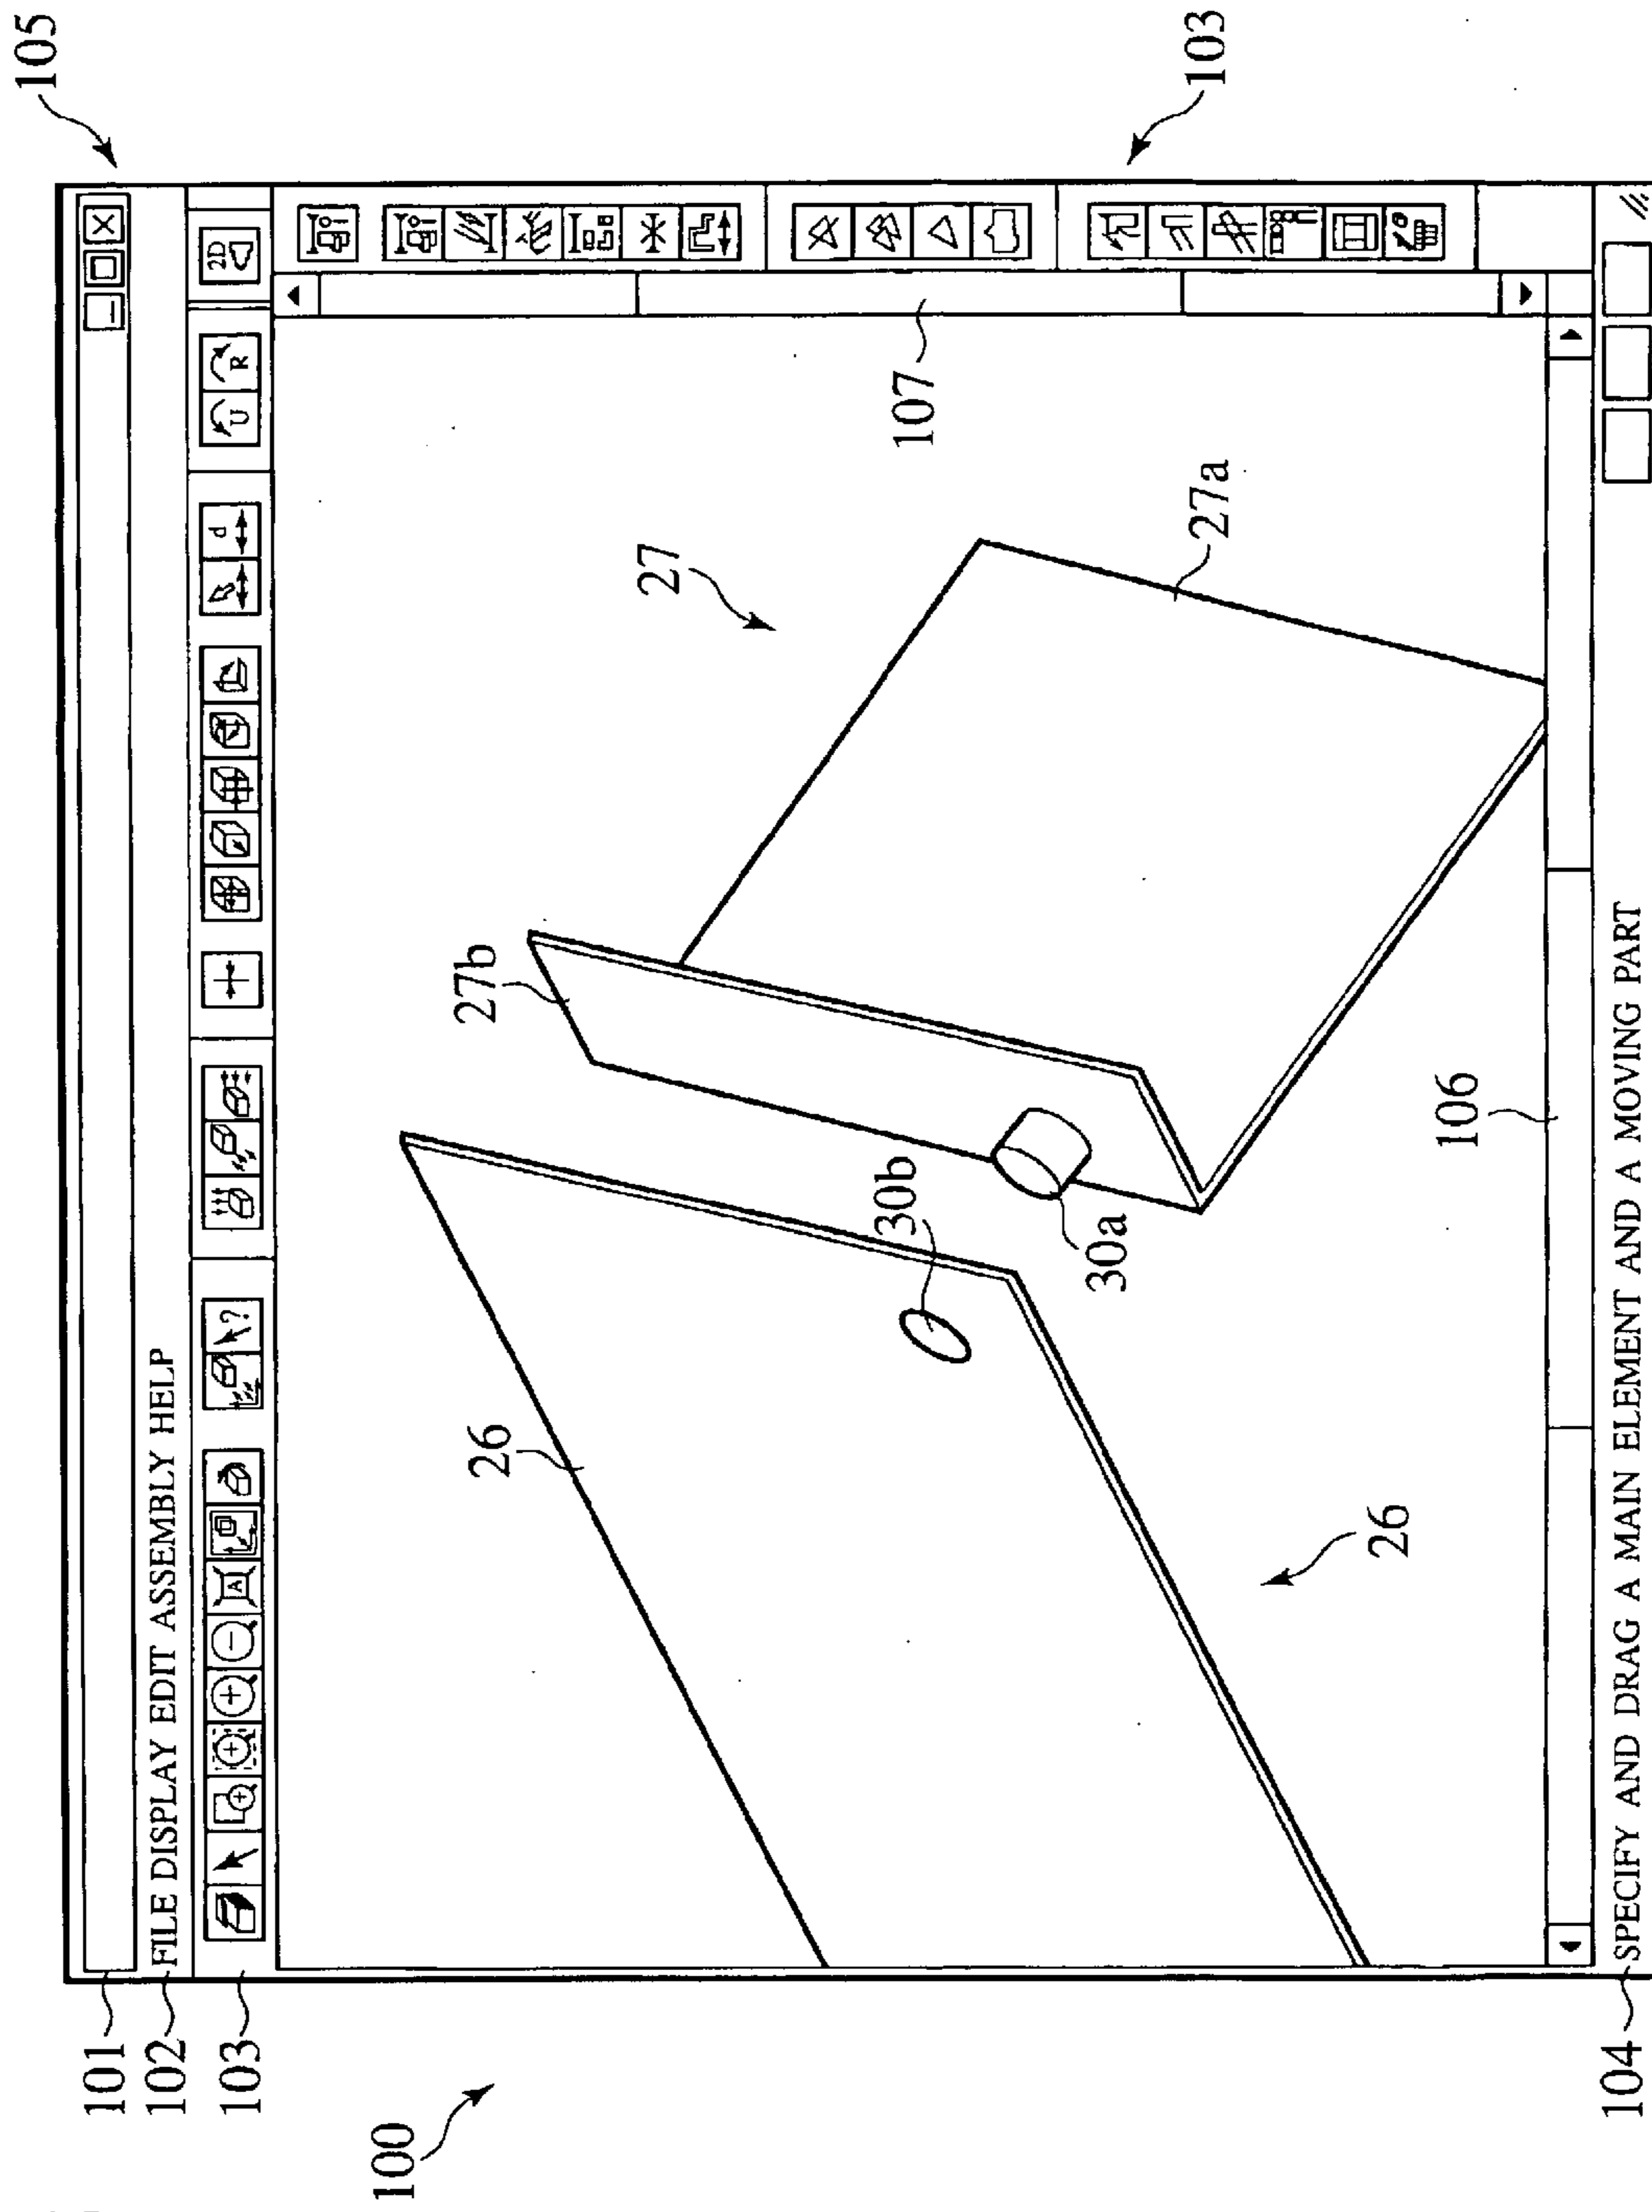 105
101
102 FILE DISPLAY EDIT ASSEMBLY HELP
103
A
?
d
U
R
2D
100
27b
27
26
107
30b
27a
30a
103
26
106
104 SPECIFY AND DRAG A MAIN ELEMENT AND A MOVING PART